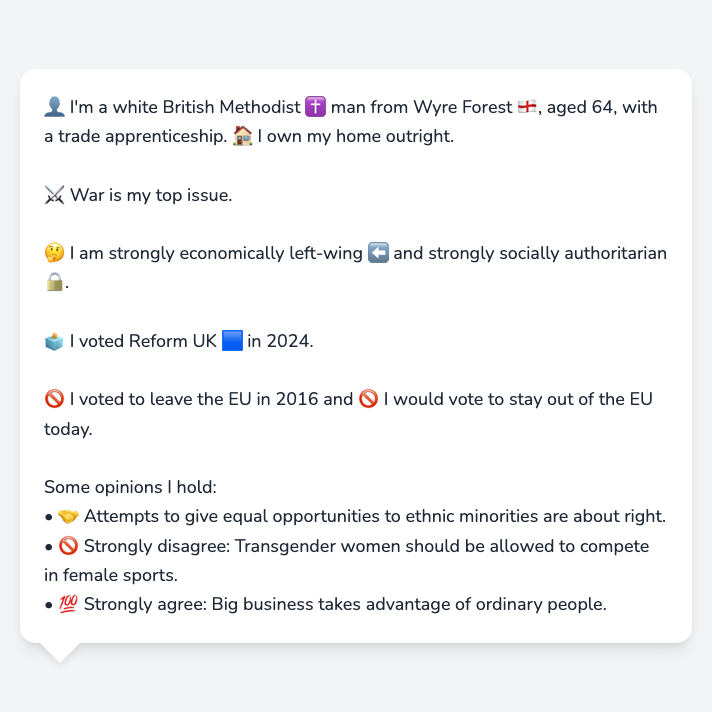 👤 I'm a white British Methodist ✝️ man from Wyre Forest 🏴󠁧󠁢󠁥󠁮󠁧󠁿, aged 64, with
a trade apprenticeship. 🏠 I own my home outright.
⚔️ War is my top issue.
🤔 I am strongly economically left-wing ⬅️ and strongly socially authoritarian
🔒.
🗳️ I voted Reform UK 🟦 in 2024.
🚫 I voted to leave the EU in 2016 and 🚫 I would vote to stay out of the EU
today.
Some opinions I hold:
• 🤝 Attempts to give equal opportunities to ethnic minorities are about right.
• 🚫 Strongly disagree: Transgender women should be allowed to compete
in female sports.
• 💯 Strongly agree: Big business takes advantage of ordinary people.